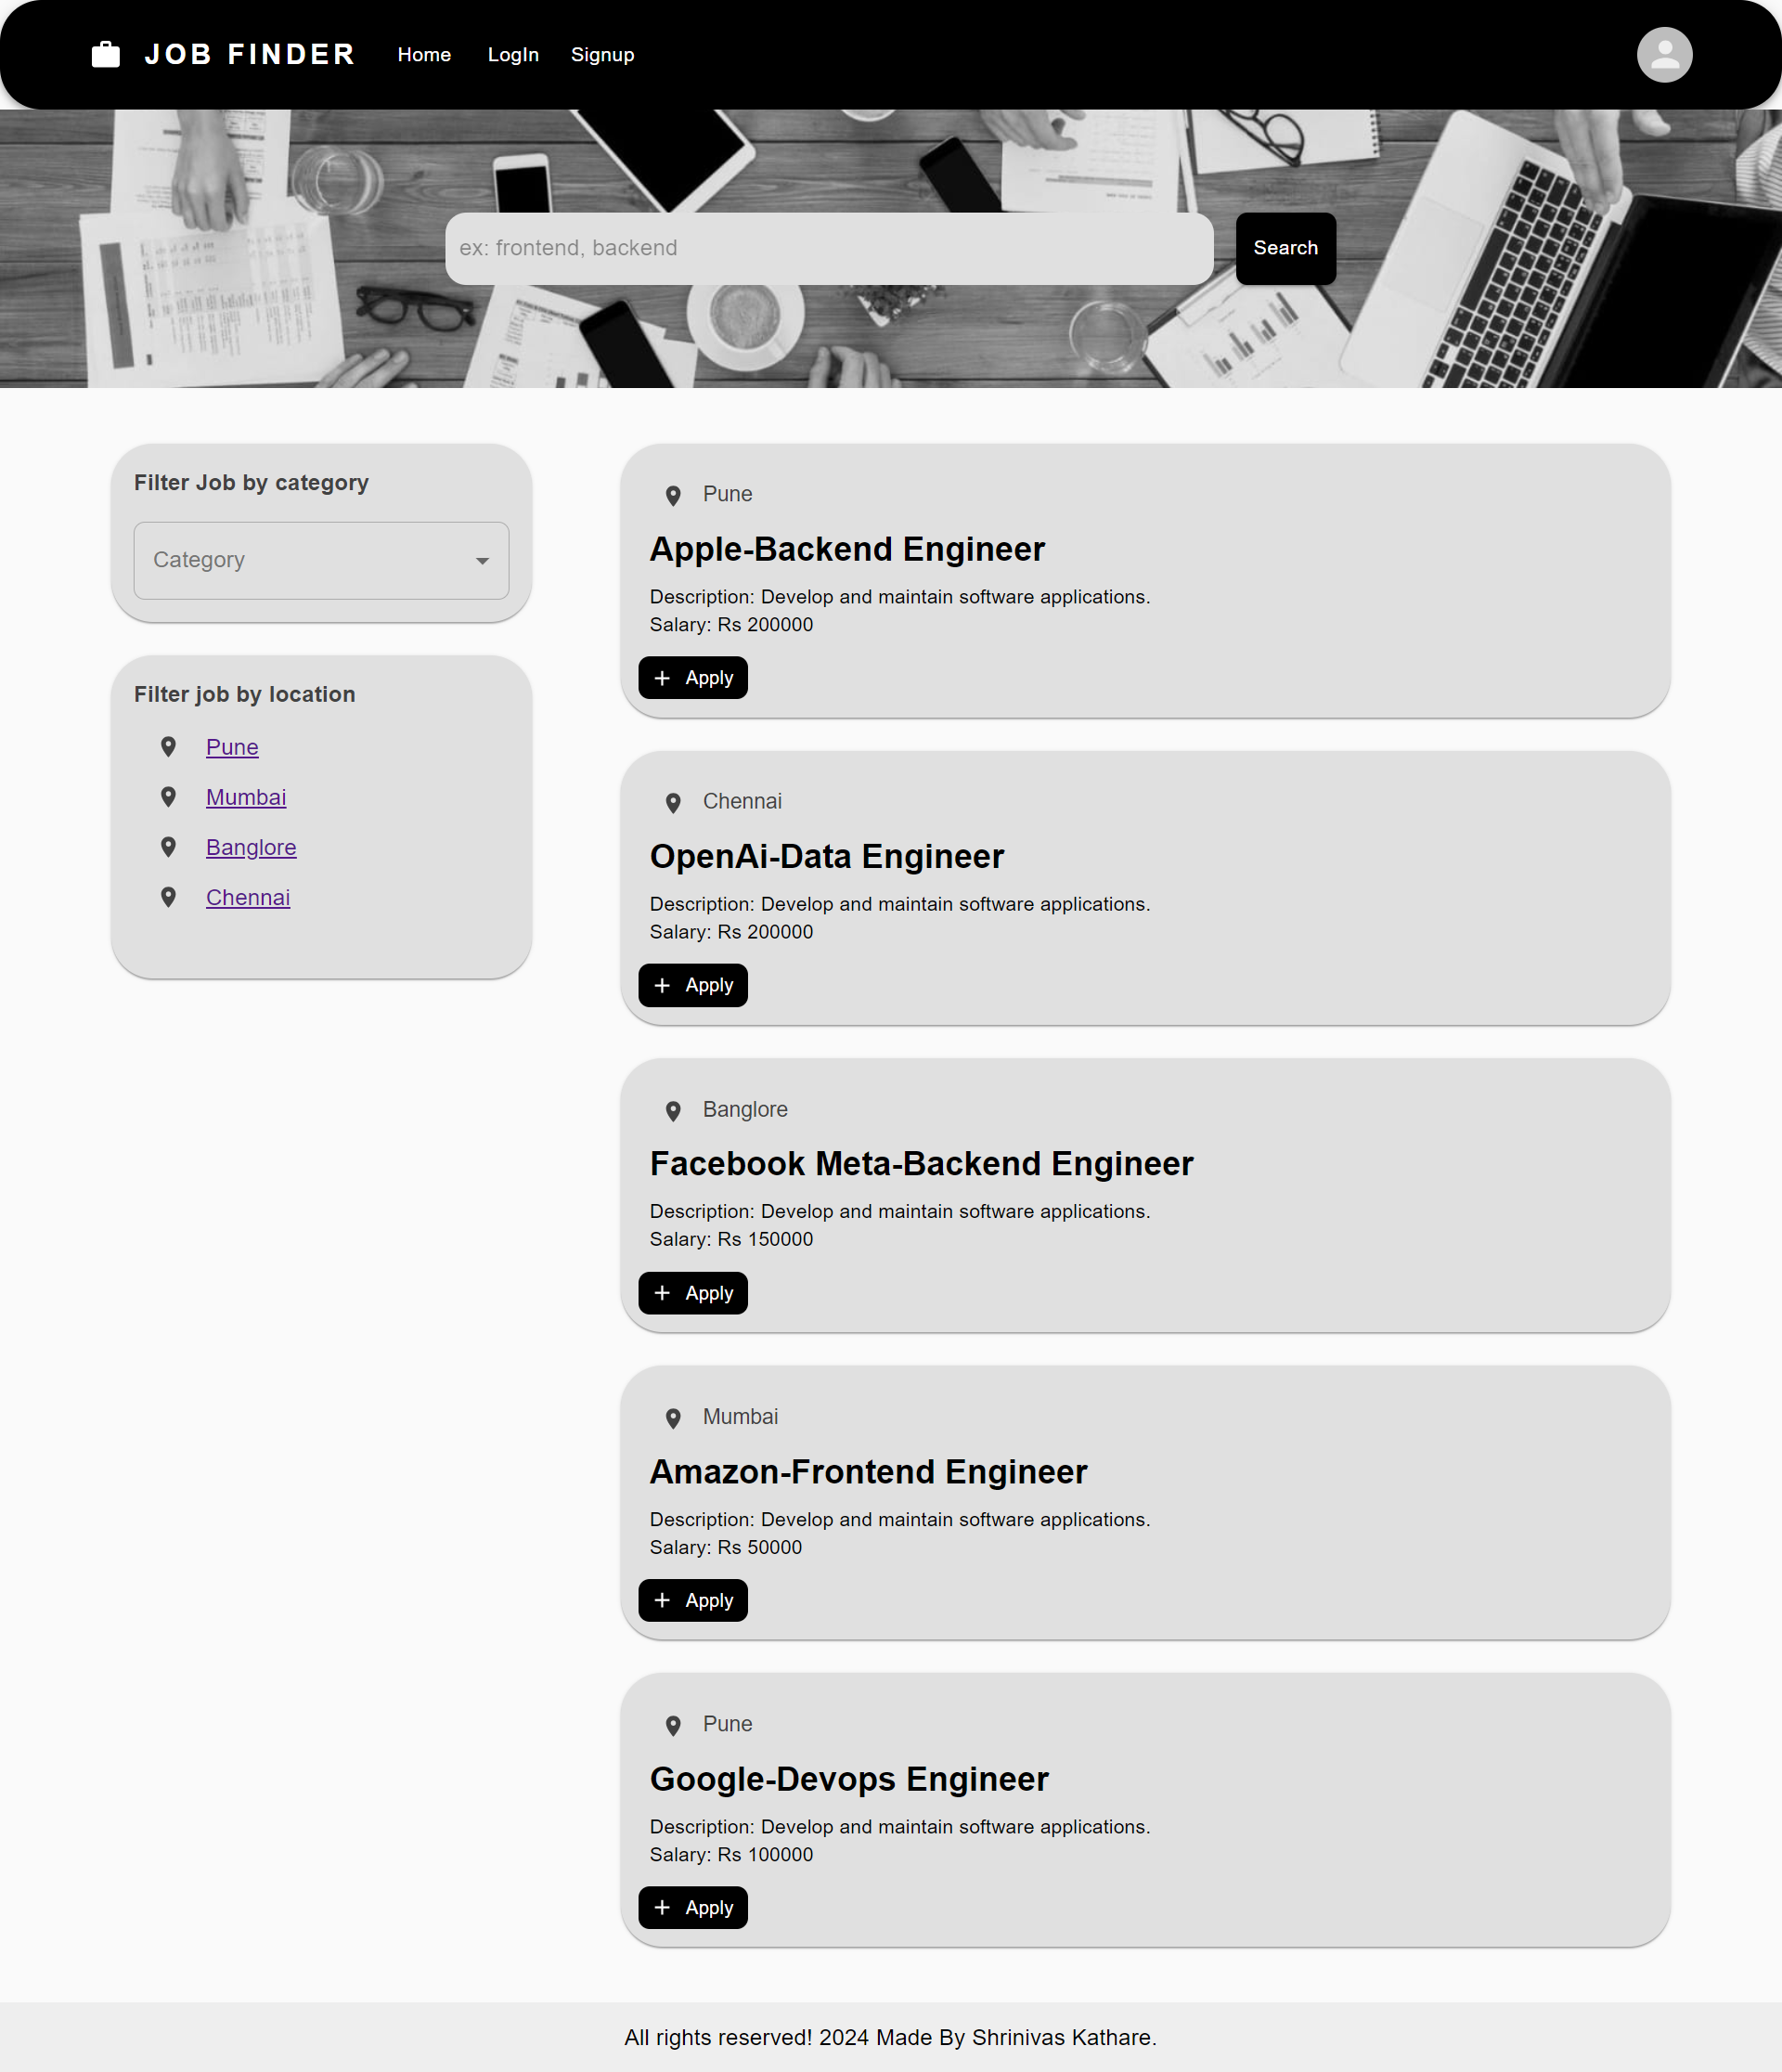 JOB FINDER Home LogIn Signup
ex: frontend, backend Search
Filter Job by category
Category
Filter job by location
Pune
Mumbai
Banglore
Chennai
Pune
Apple-Backend Engineer
Description: Develop and maintain software applications.
Salary: Rs 200000
Apply
Chennai
OpenAi-Data Engineer
Description: Develop and maintain software applications.
Salary: Rs 200000
Apply
Banglore
Facebook Meta-Backend Engineer
Description: Develop and maintain software applications.
Salary: Rs 150000
Apply
Mumbai
Amazon-Frontend Engineer
Description: Develop and maintain software applications.
Salary: Rs 50000
Apply
Pune
Google-Devops Engineer
Description: Develop and maintain software applications.
Salary: Rs 100000
Apply
All rights reserved! 2024 Made By Shrinivas Kathare.